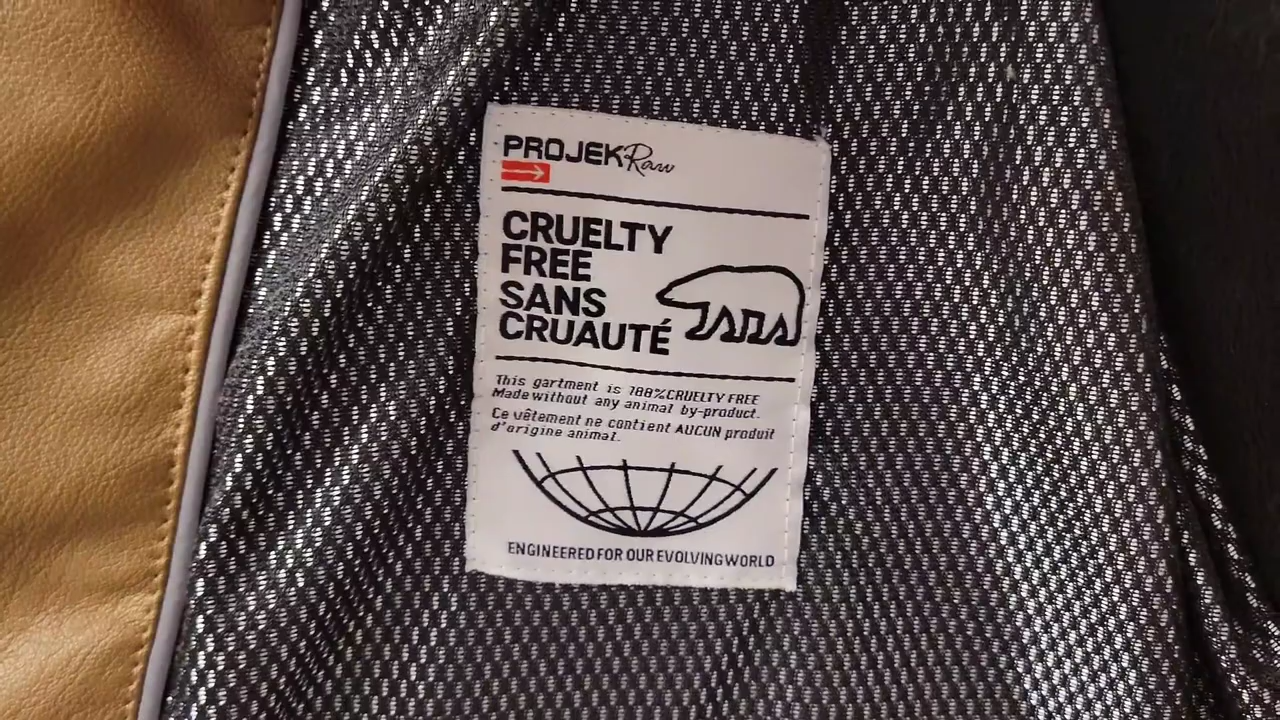 PROJEK Raw
CRUELTY
FREE
SANS
CRUAUTÉ
This gartment is 100%CRUELTY FREE
Made without any animal by-product.
Ce vêtement ne contient AUCUN produit
d'origine animal.
ENGINEERED FOR OUR EVOLVING WORLD